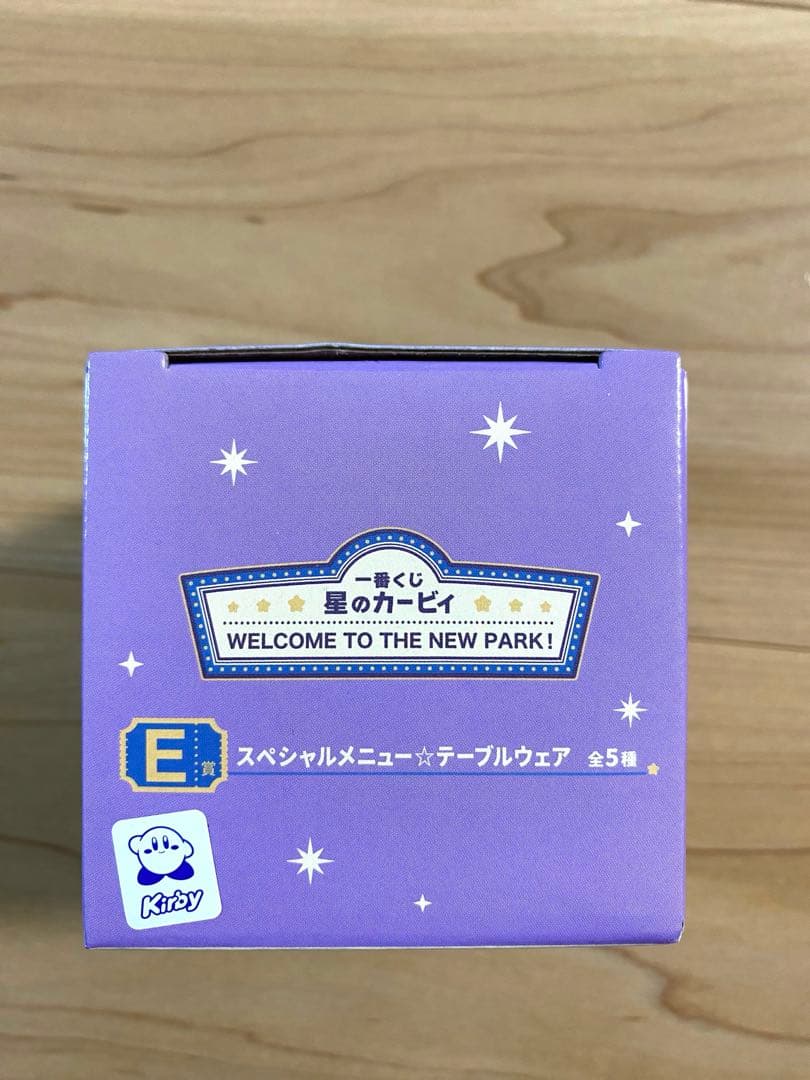 一番くじ
星のカービィ
WELCOME TO THE NEW PARK!
E賞
スペシャルメニュー☆テーブルウェア 全5種
Kirby